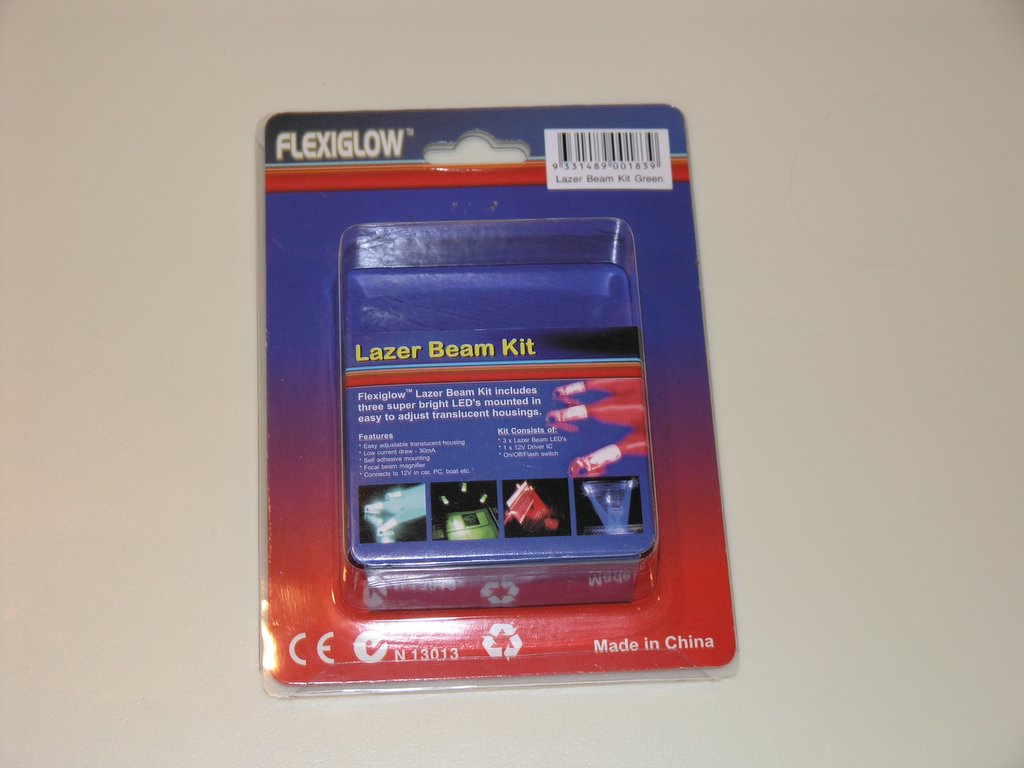 FLEXIGLOW™
9 331489 001839
Lazer Beam Kit Green
Lazer Beam Kit
Flexiglow™ Lazer Beam Kit includes
three super bright LED's mounted in
easy to adjust translucent housings.
Features
* Easy adjustable translucent housing
* Low current draw - 30mA
* Self adhesive mounting
* Focal beam magnifier
* Connects to 12V in car, PC, boat etc.
Kit Consists of:
* 3 x Lazer Beam LED's
* 1 x 12V Driver IC
* On/Off/Flash switch
CE N 13013
Made in China